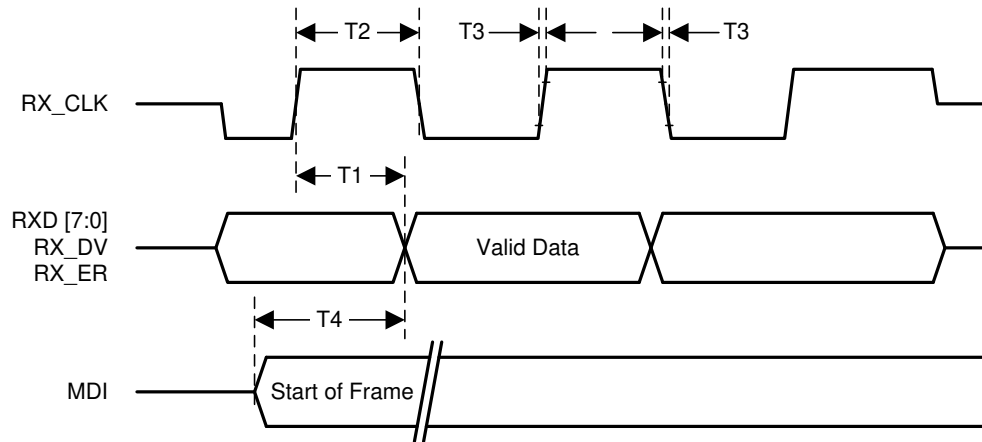 T2
T3
T3
RX_CLK
T1
RXD [7:0]
RX_DV
RX_ER
Valid Data
T4
MDI
Start of Frame